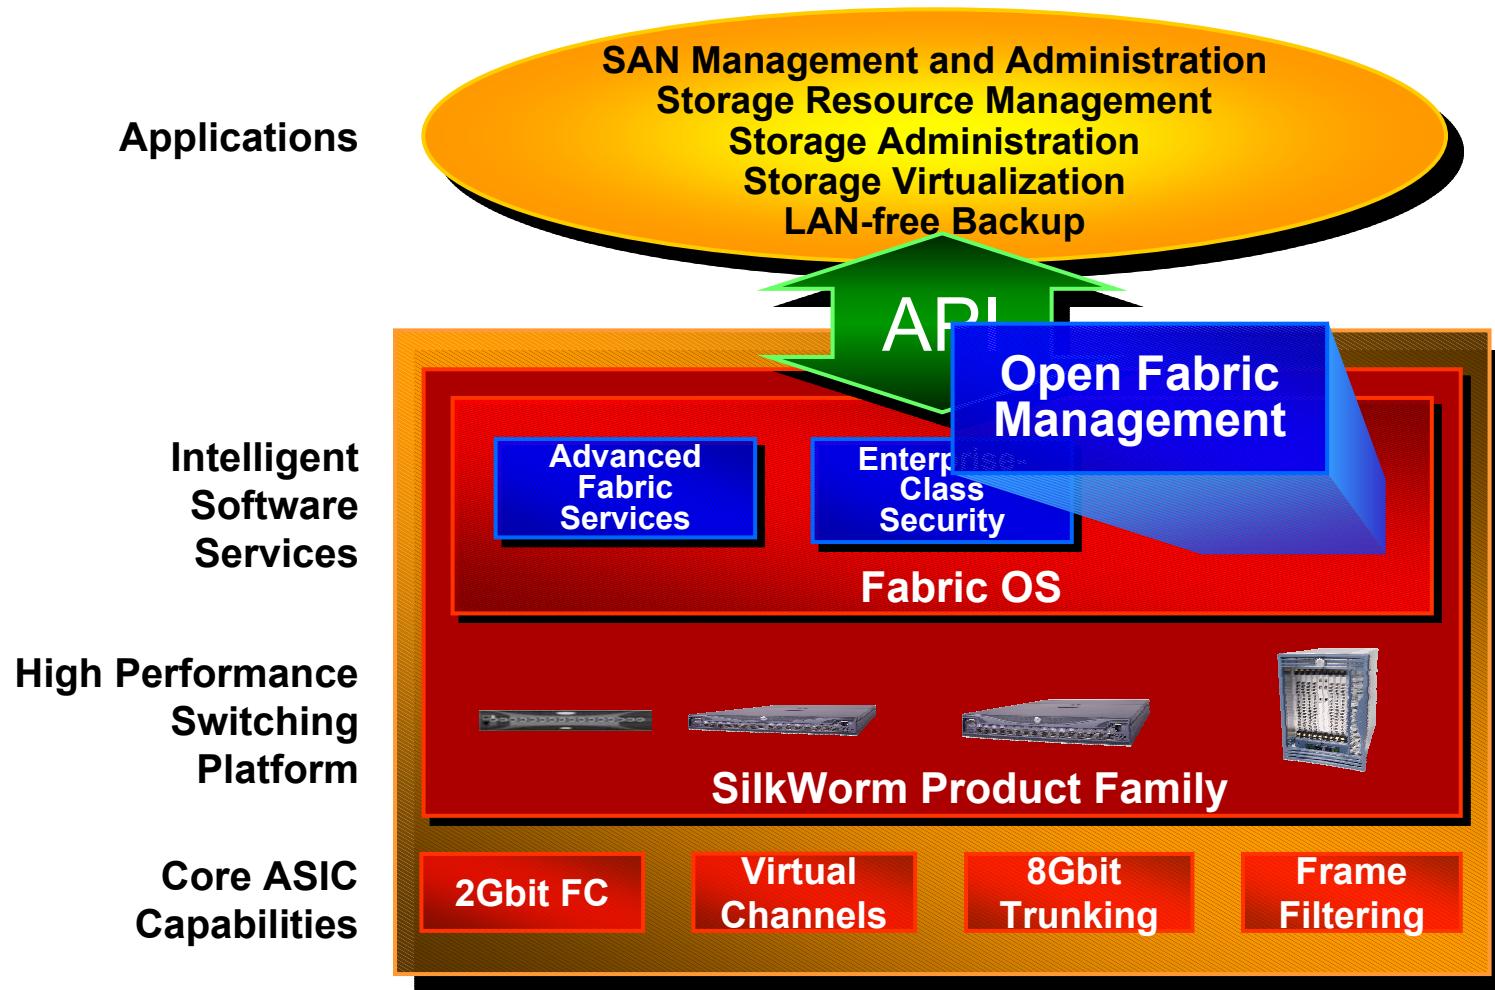 SAN Management and Administration
Storage Resource Management
Storage Administration
Storage Virtualization
LAN-free Backup
Applications
API
Open Fabric
Management
Intelligent
Software
Services
Advanced
Fabric
Services
Enterprise-
Class
Security
Fabric OS
High Performance
Switching
Platform
SilkWorm Product Family
Core ASIC
Capabilities
2Gbit FC
Virtual
Channels
8Gbit
Trunking
Frame
Filtering